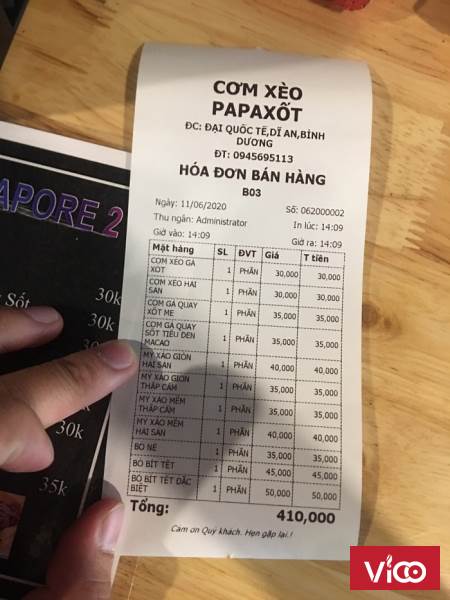 CƠM XÈO
PAPAXỐT
ĐC: ĐẠI QUỐC TẾ,DĨ AN,BÌNH
DƯƠNG
ĐT: 0945695113
HÓA ĐƠN BÁN HÀNG
B03
Ngày: 11/06/2020 Số: 062000002
Thu ngân: Administrator In lúc: 14:09
Giờ vào: 14:09 Giờ ra: 14:09
Mặt hàng SL ĐVT Giá T tiền
CƠM XÈO GÀ
XỐT 1 PHẦN 30,000 30,000
CƠM XÈO HẢI
SẢN 1 PHẦN 30,000 30,000
CƠM GÀ QUAY
XỐT ME 1 PHẦN 35,000 35,000
CƠM GÀ QUAY
SỐT TIÊU ĐEN
MACAO 1 PHẦN 35,000 35,000
MỲ XÀO GIÒN
HẢI SẢN 1 PHẦN 40,000 40,000
MỲ XÀO GIÒN
THẬP CẨM 1 PHẦN 35,000 35,000
MỲ XÀO MỀM
THẬP CẨM 1 PHẦN 35,000 35,000
MỲ XÀO MỀM
HẢI SẢN 1 PHẦN 40,000 40,000
BÒ NÉ 1 PHẦN 35,000 35,000
BÒ BÍT TẾT 1 PHẦN 45,000 45,000
BÒ BÍT TẾT ĐẶC
BIỆT 1 PHẦN 50,000 50,000
Tổng: 410,000
Cảm ơn Quý khách. Hẹn gặp lại.!
APORE 2
Sốt 30k
30k
30k
35k
VICO